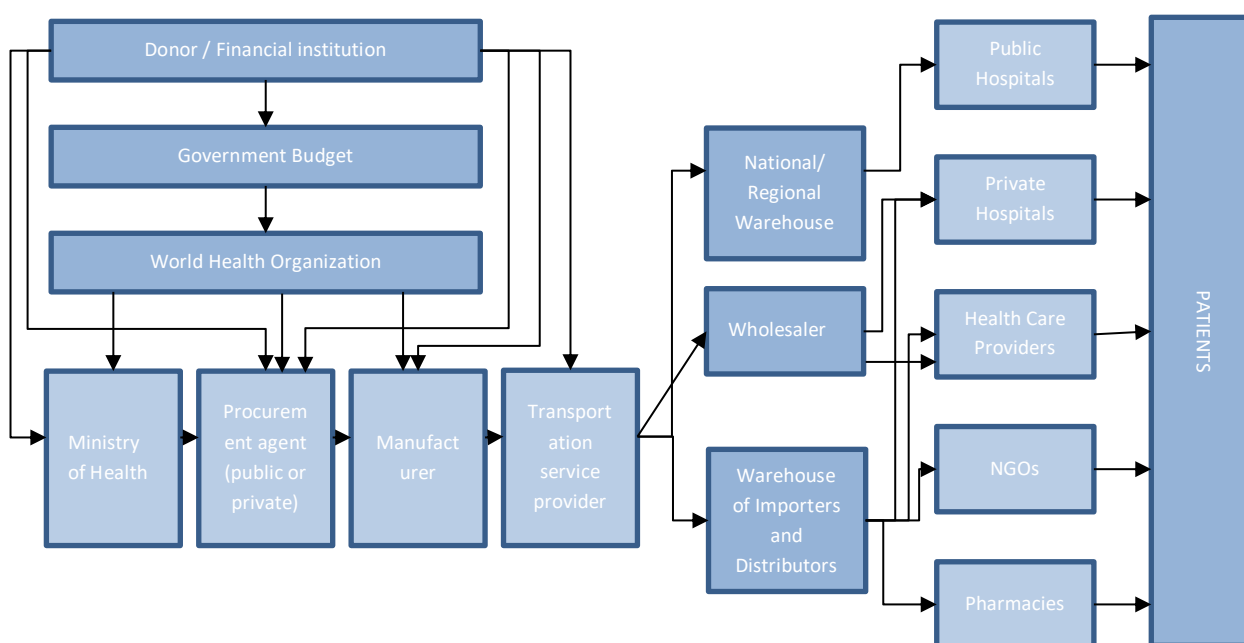 Donor / Financial institution
Government Budget
World Health Organization
Ministry
of Health
Procurem
ent agent
(public or
private)
Manufact
urer
Transport
ation
service
provider
National/
Regional
Warehouse
Wholesaler
Warehouse
of Importers
and
Distributors
Public
Hospitals
Private
Hospitals
Health Care
Providers
NGOs
Pharmacies
PATIENTS